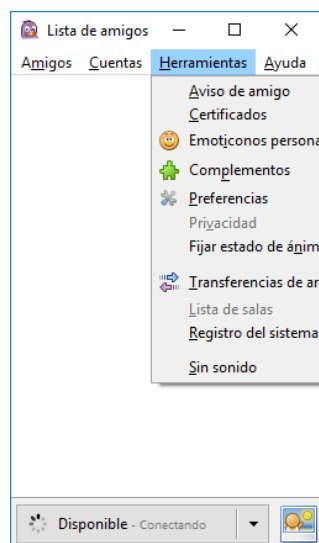 Lista de amigos
Amigos Cuentas Herramientas Ayuda
Aviso de amigo
Certificados
Emoticonos persona
Complementos
Preferencias
Privacidad
Fijar estado de ánim
Transferencias de ar
Lista de salas
Registro del sistema
Sin sonido
Disponible - Conectando